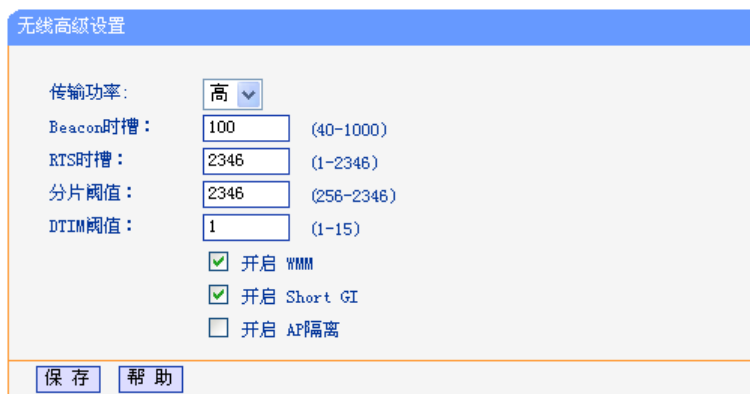 无线高级设置
传输功率: 高
Beacon时槽： 100 (40-1000)
RTS时槽： 2346 (1-2346)
分片阈值： 2346 (256-2346)
DTIM阈值： 1 (1-15)
开启 WMM
开启 Short GI
开启 AP隔离
保 存 帮 助